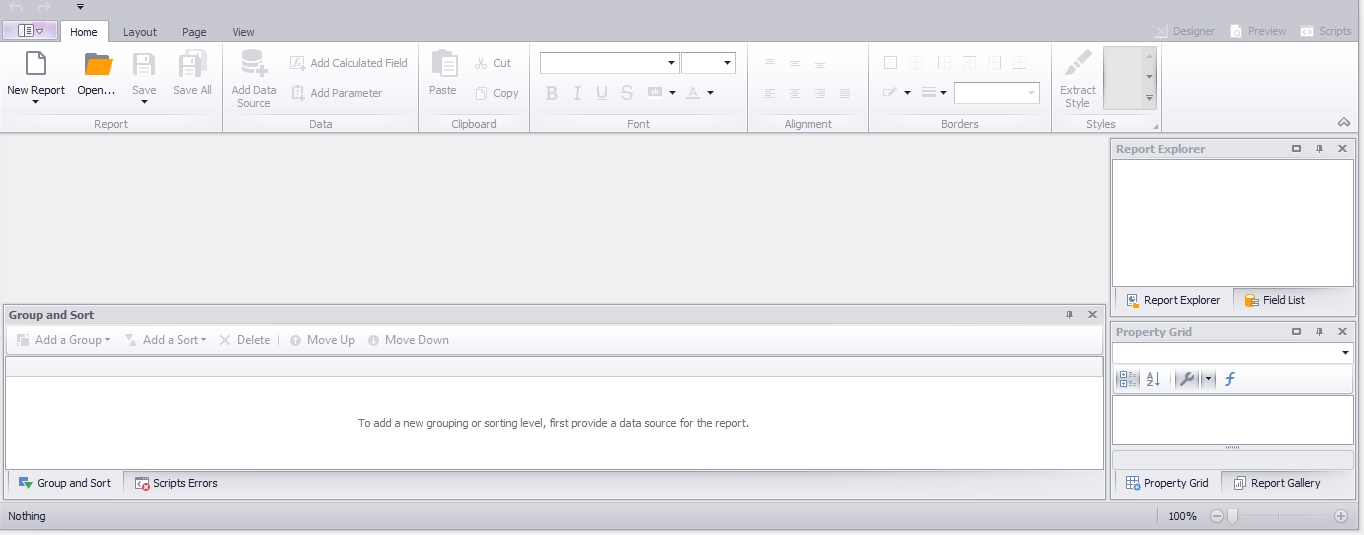 Home Layout Page View Designer Preview Scripts
New Report Open... Save Save All
Add Data Source
Add Calculated Field
Add Parameter
Paste
Cut
Copy
B I U S ab A
Extract Style
Report Data Clipboard Font Alignment Borders Styles
Group and Sort
Add a Group Add a Sort Delete Move Up Move Down
To add a new grouping or sorting level, first provide a data source for the report.
Group and Sort Scripts Errors
Report Explorer
Report Explorer Field List
Property Grid
A Z f
Property Grid Report Gallery
Nothing 100%